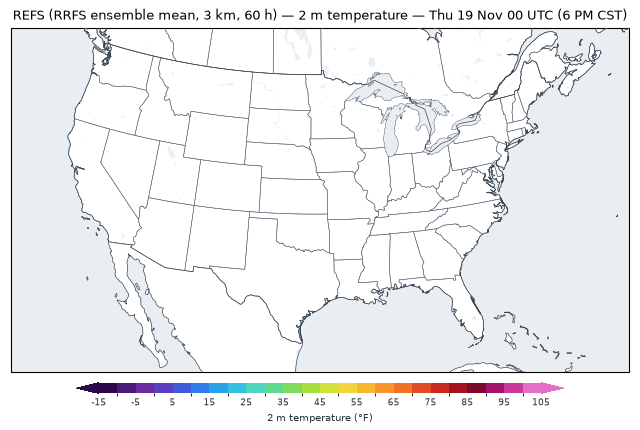 REFS (RRFS ensemble mean, 3 km, 60 h) — 2 m temperature — Thu 19 Nov 00 UTC (6 PM CST)
-15 -5 5 15 25 35 45 55 65 75 85 95 105
2 m temperature (°F)